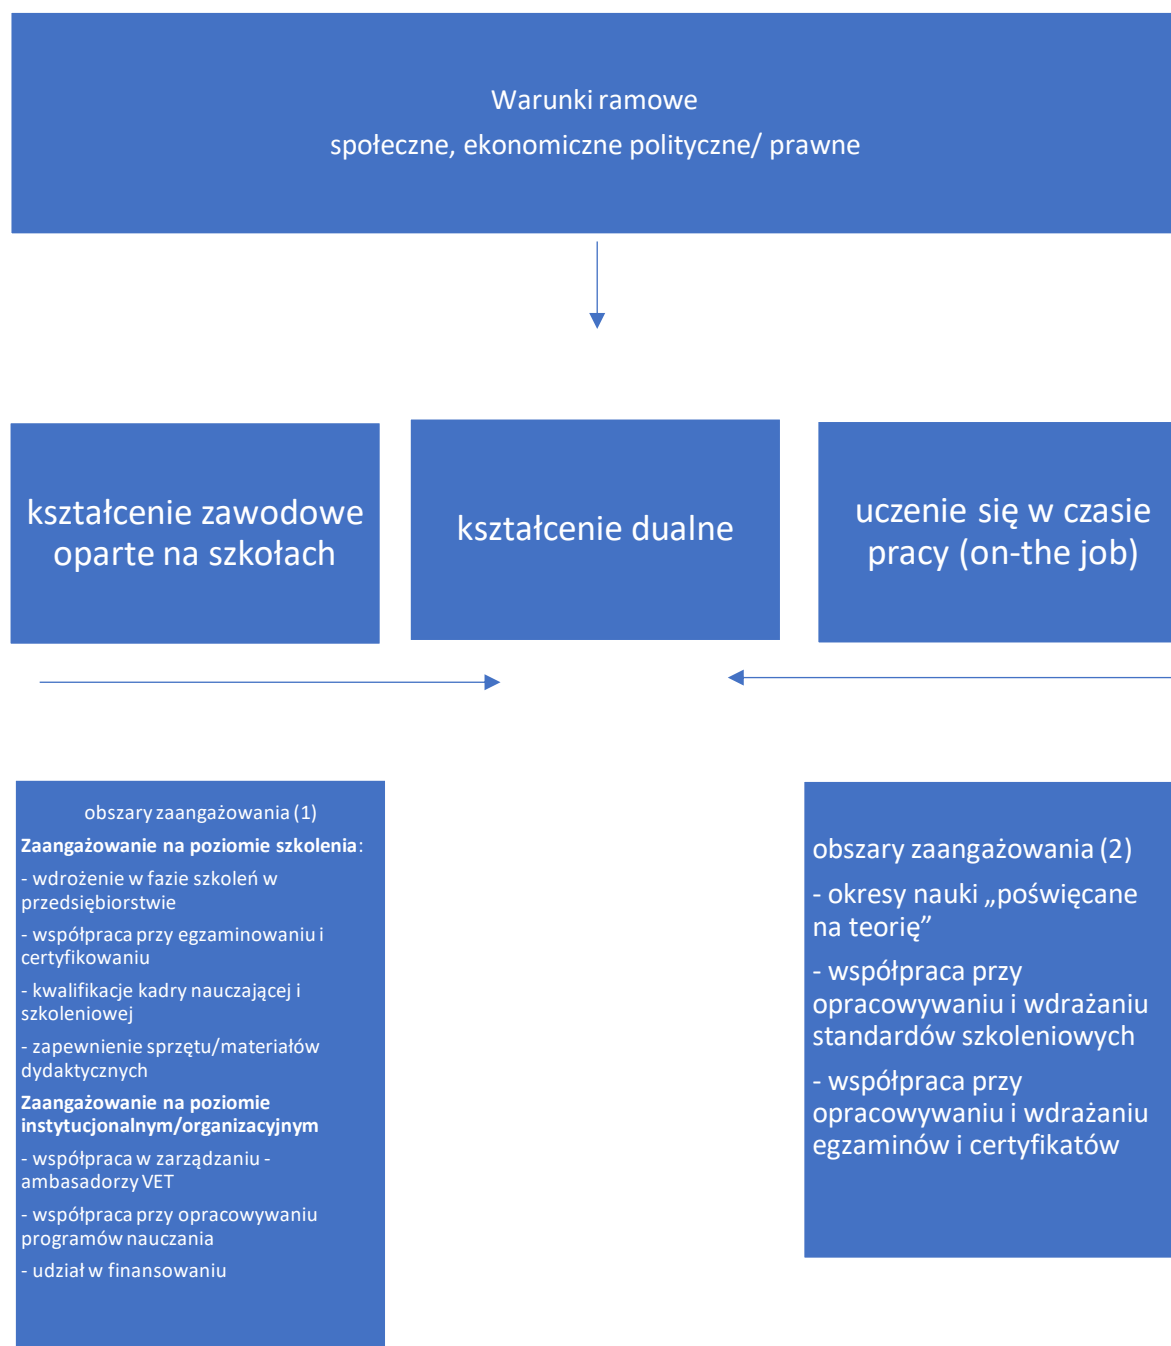 Warunki ramowe
społeczne, ekonomiczne polityczne/ prawne
kształcenie zawodowe
oparte na szkołach
kształcenie dualne
uczenie się w czasie
pracy (on-the job)
obszary zaangażowania (1)
Zaangażowanie na poziomie szkolenia:
- wdrożenie w fazie szkoleń w
przedsiębiorstwie
- współpraca przy egzaminowaniu i
certyfikowaniu
- kwalifikacje kadry nauczającej i
szkoleniowej
- zapewnienie sprzętu/materiałów
dydaktycznych
Zaangażowanie na poziomie
instytucjonalnym/organizacyjnym
- współpraca w zarządzaniu -
ambasadorzy VET
- współpraca przy opracowywaniu
programów nauczania
- udział w finansowaniu
obszary zaangażowania (2)
- okresy nauki „poświęcane
na teorię”
- współpraca przy
opracowywaniu i wdrażaniu
standardów szkoleniowych
- współpraca przy
opracowywaniu i wdrażaniu
egzaminów i certyfikatów